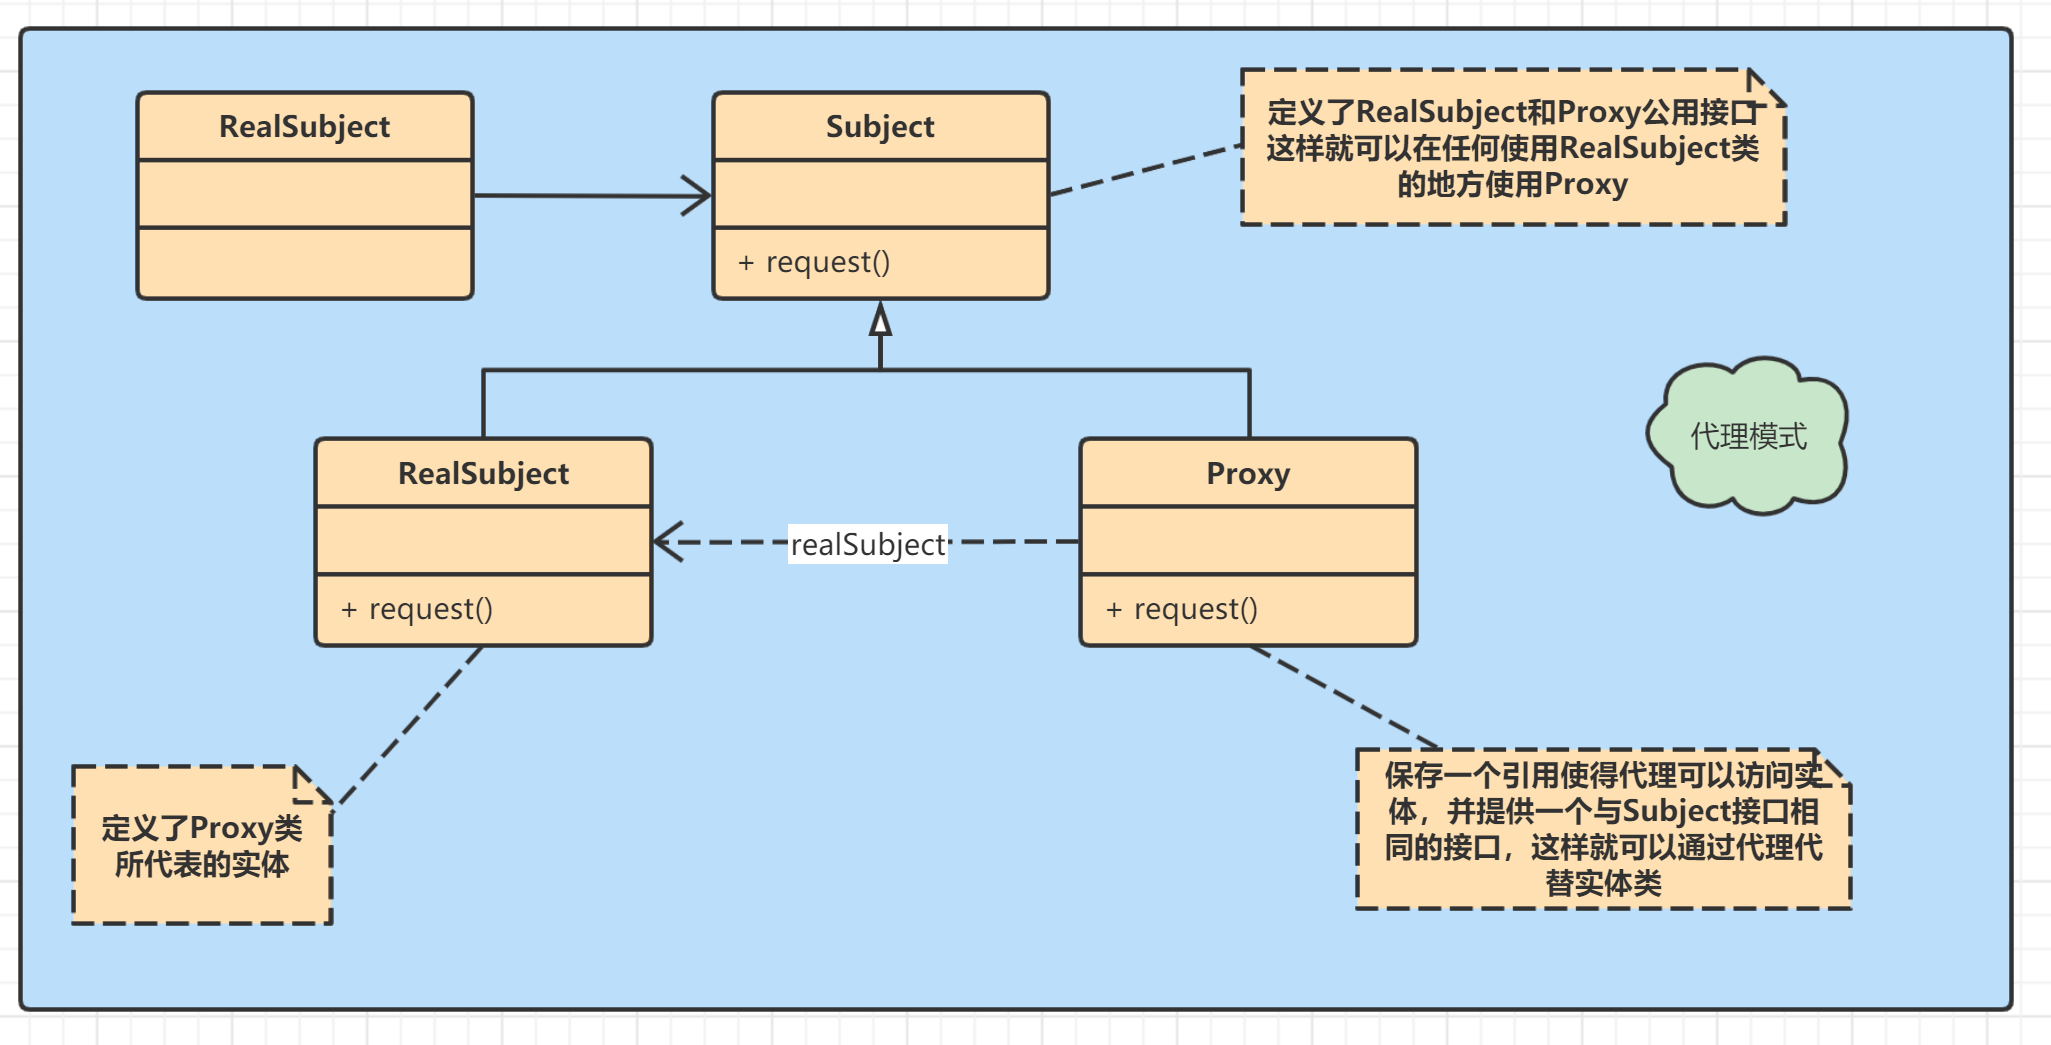 RealSubject
Subject
+ request()
定义了RealSubject和Proxy公用接口
这样就可以在任何使用RealSubject类
的地方使用Proxy
代理模式
RealSubject
+ request()
realSubject
Proxy
+ request()
定义了Proxy类
所代表的实体
保存一个引用使得代理可以访问实
体，并提供一个与Subject接口相
同的接口，这样就可以通过代理代
替实体类